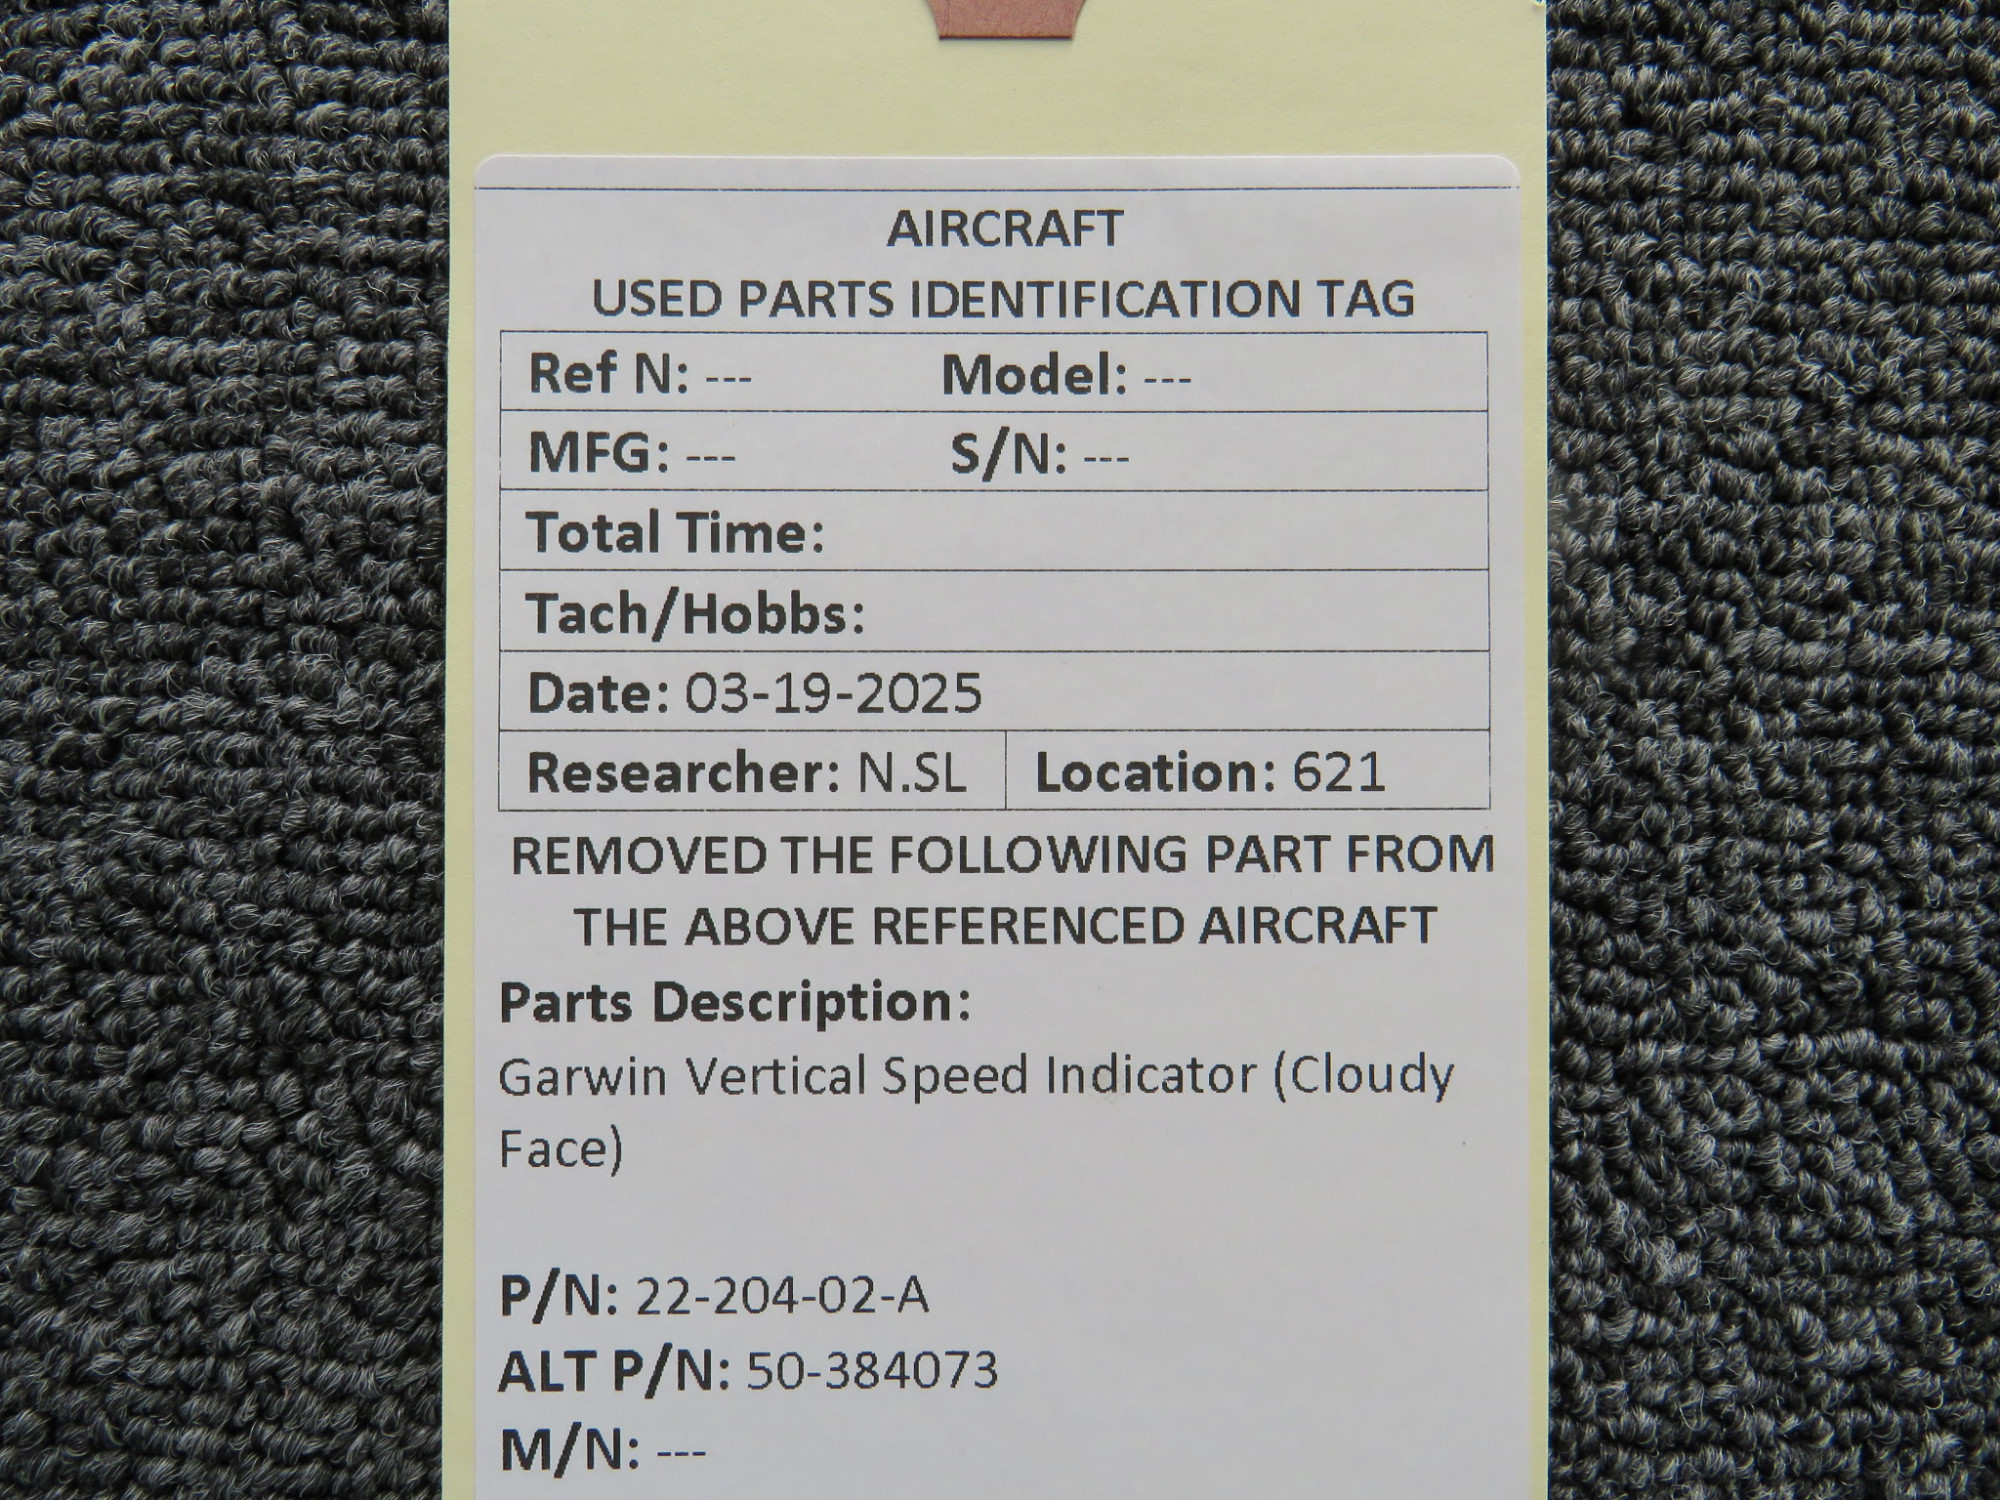 AIRCRAFT
USED PARTS IDENTIFICATION TAG
Ref N: --- Model: ---
MFG: --- S/N: ---
Total Time:
Tach/Hobbs:
Date: 03-19-2025
Researcher: N.SL Location: 621
REMOVED THE FOLLOWING PART FROM
THE ABOVE REFERENCED AIRCRAFT
Parts Description:
Garwin Vertical Speed Indicator (Cloudy
Face)
P/N: 22-204-02-A
ALT P/N: 50-384073
M/N: ---